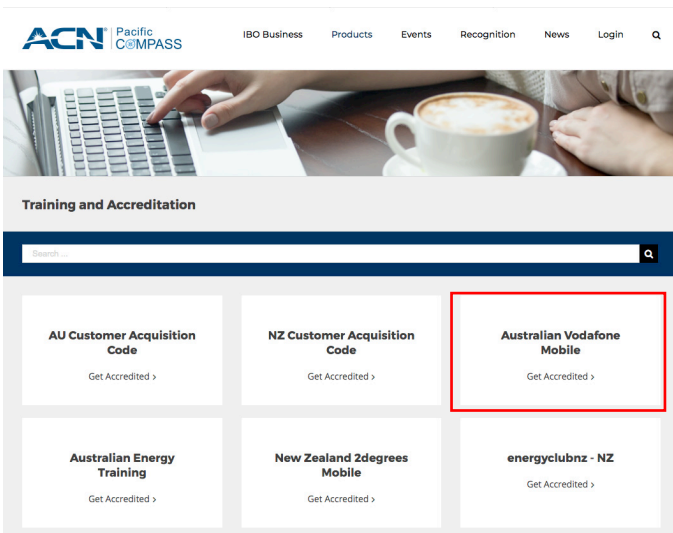 ACN® Pacific
COMPASS
IBO Business Products Events Recognition News Login
Training and Accreditation
Search ...
AU Customer Acquisition
Code
Get Accredited >
NZ Customer Acquisition
Code
Get Accredited >
Australian Vodafone
Mobile
Get Accredited >
Australian Energy
Training
Get Accredited >
New Zealand 2degrees
Mobile
Get Accredited >
energyclubnz - NZ
Get Accredited >